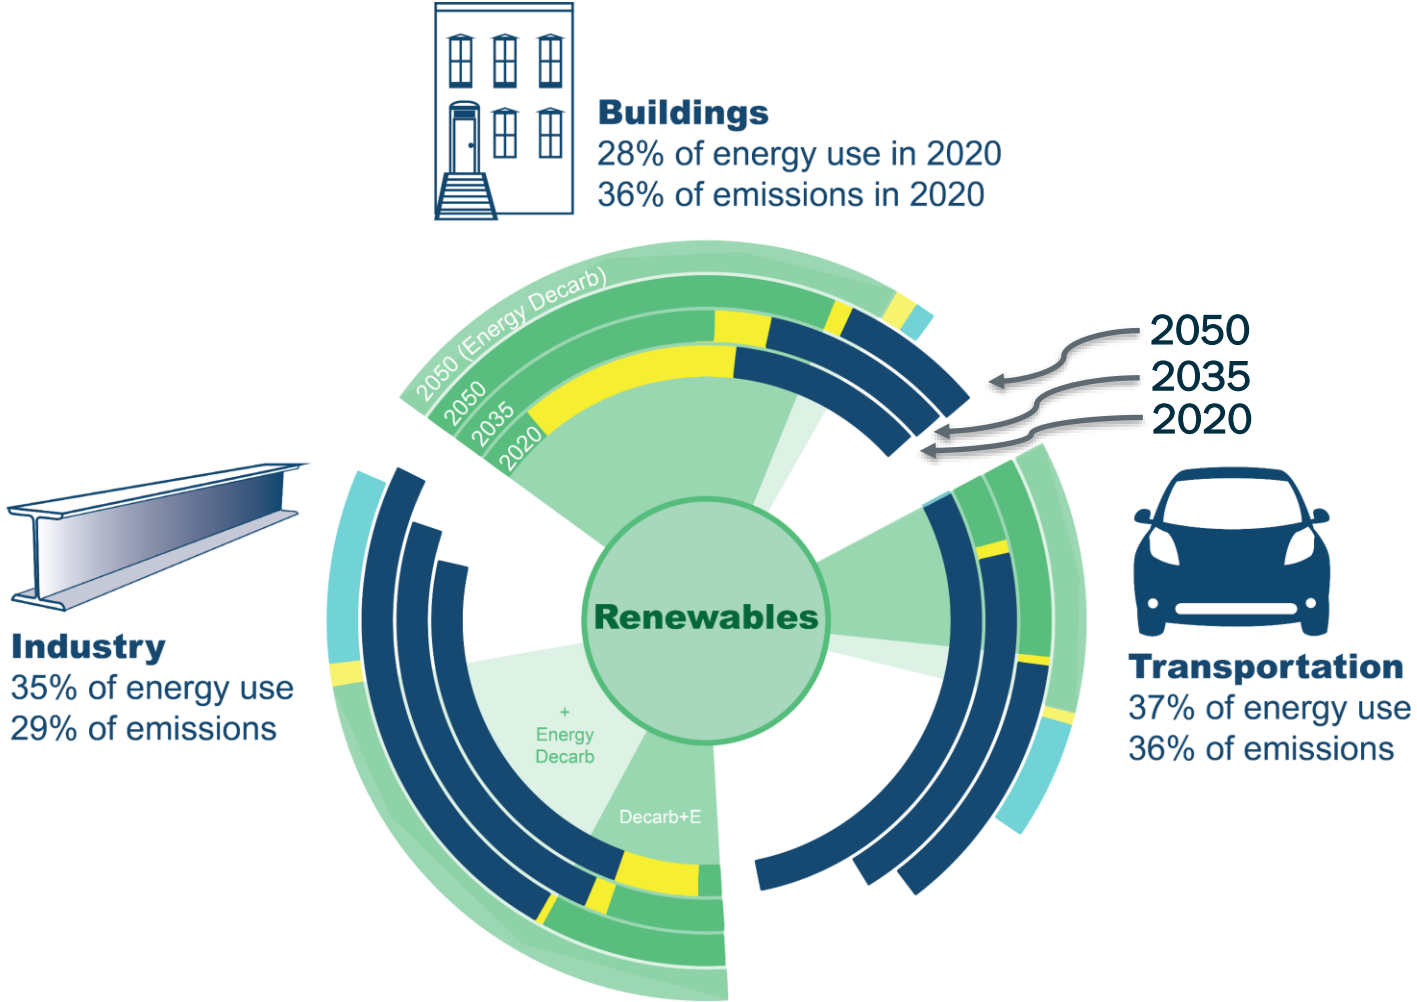 Buildings
28% of energy use in 2020
36% of emissions in 2020
2050 (Energy Decarb)
2050
2035
2020
2050
2035
2020
Industry
35% of energy use
29% of emissions
Renewables
Transportation
37% of energy use
36% of emissions
+
Energy
Decarb
Decarb+E